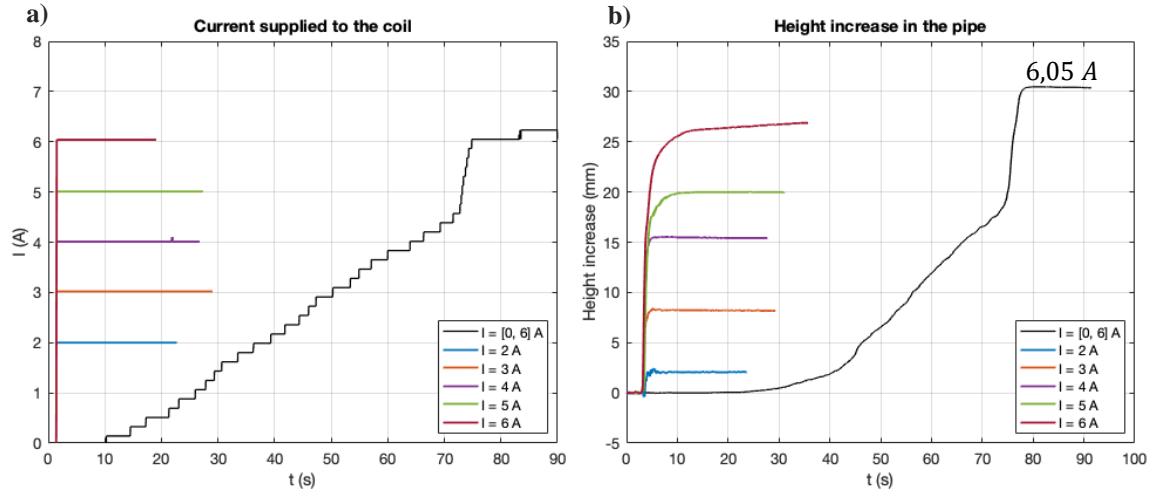 a)
Current supplied to the coil
8
7
6
5
4
3
2
1
0
I (A)
0 10 20 30 40 50 60 70 80 90
t (s)
I = [0, 6] A
I = 2 A
I = 3 A
I = 4 A
I = 5 A
I = 6 A
b)
Height increase in the pipe
6,05 A
35
30
25
20
15
10
5
0
-5
Height increase (mm)
0 10 20 30 40 50 60 70 80 90 100
t (s)
I = [0, 6] A
I = 2 A
I = 3 A
I = 4 A
I = 5 A
I = 6 A